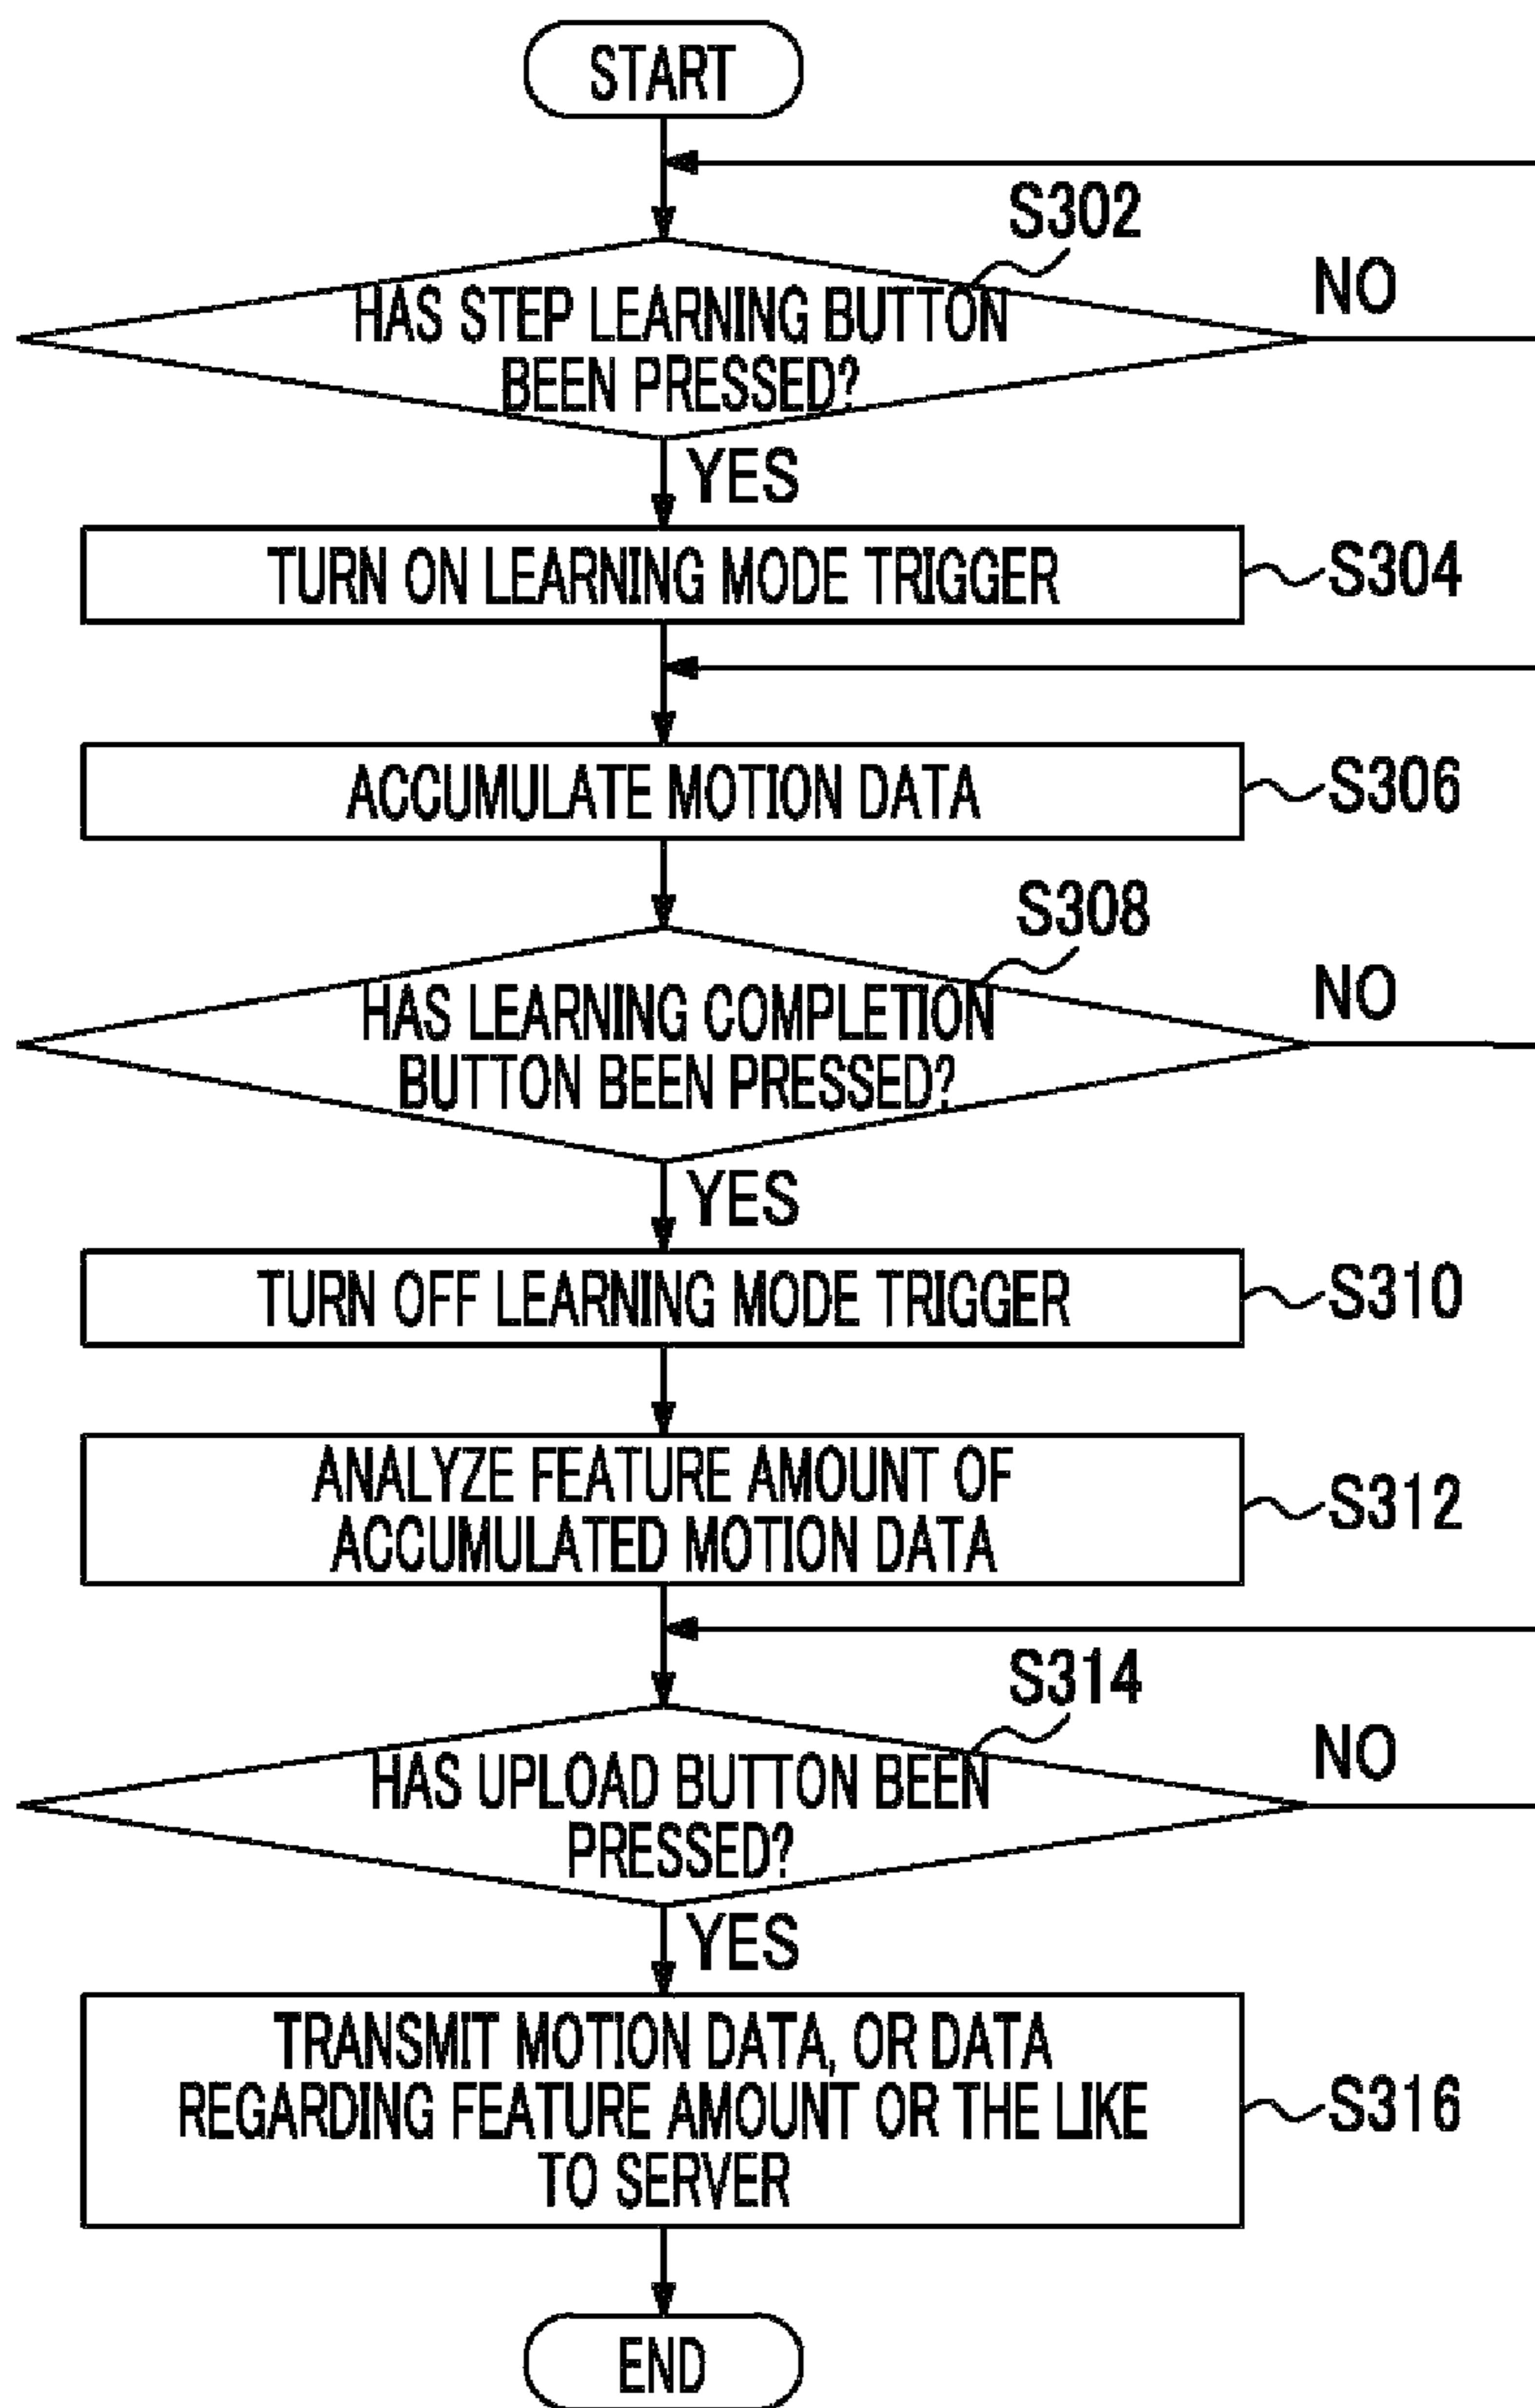 START
S302
HAS STEP LEARNING BUTTON
BEEN PRESSED?
NO
YES
TURN ON LEARNING MODE TRIGGER
S304
ACCUMULATE MOTION DATA
S306
S308
HAS LEARNING COMPLETION
BUTTON BEEN PRESSED?
NO
YES
TURN OFF LEARNING MODE TRIGGER
S310
ANALYZE FEATURE AMOUNT OF
ACCUMULATED MOTION DATA
S312
S314
HAS UPLOAD BUTTON BEEN
PRESSED?
NO
YES
TRANSMIT MOTION DATA, OR DATA
REGARDING FEATURE AMOUNT OR THE LIKE
TO SERVER
S316
END